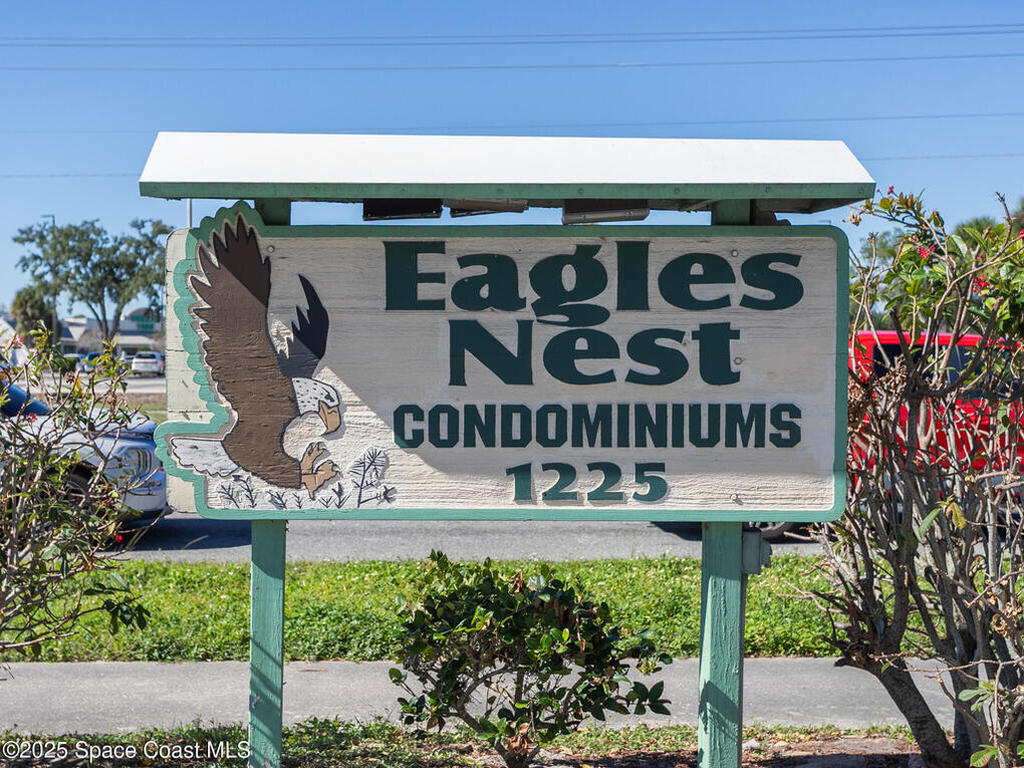 Eagles
Nest
CONDOMINIUMS
1225
©2025 Space Coast MLS